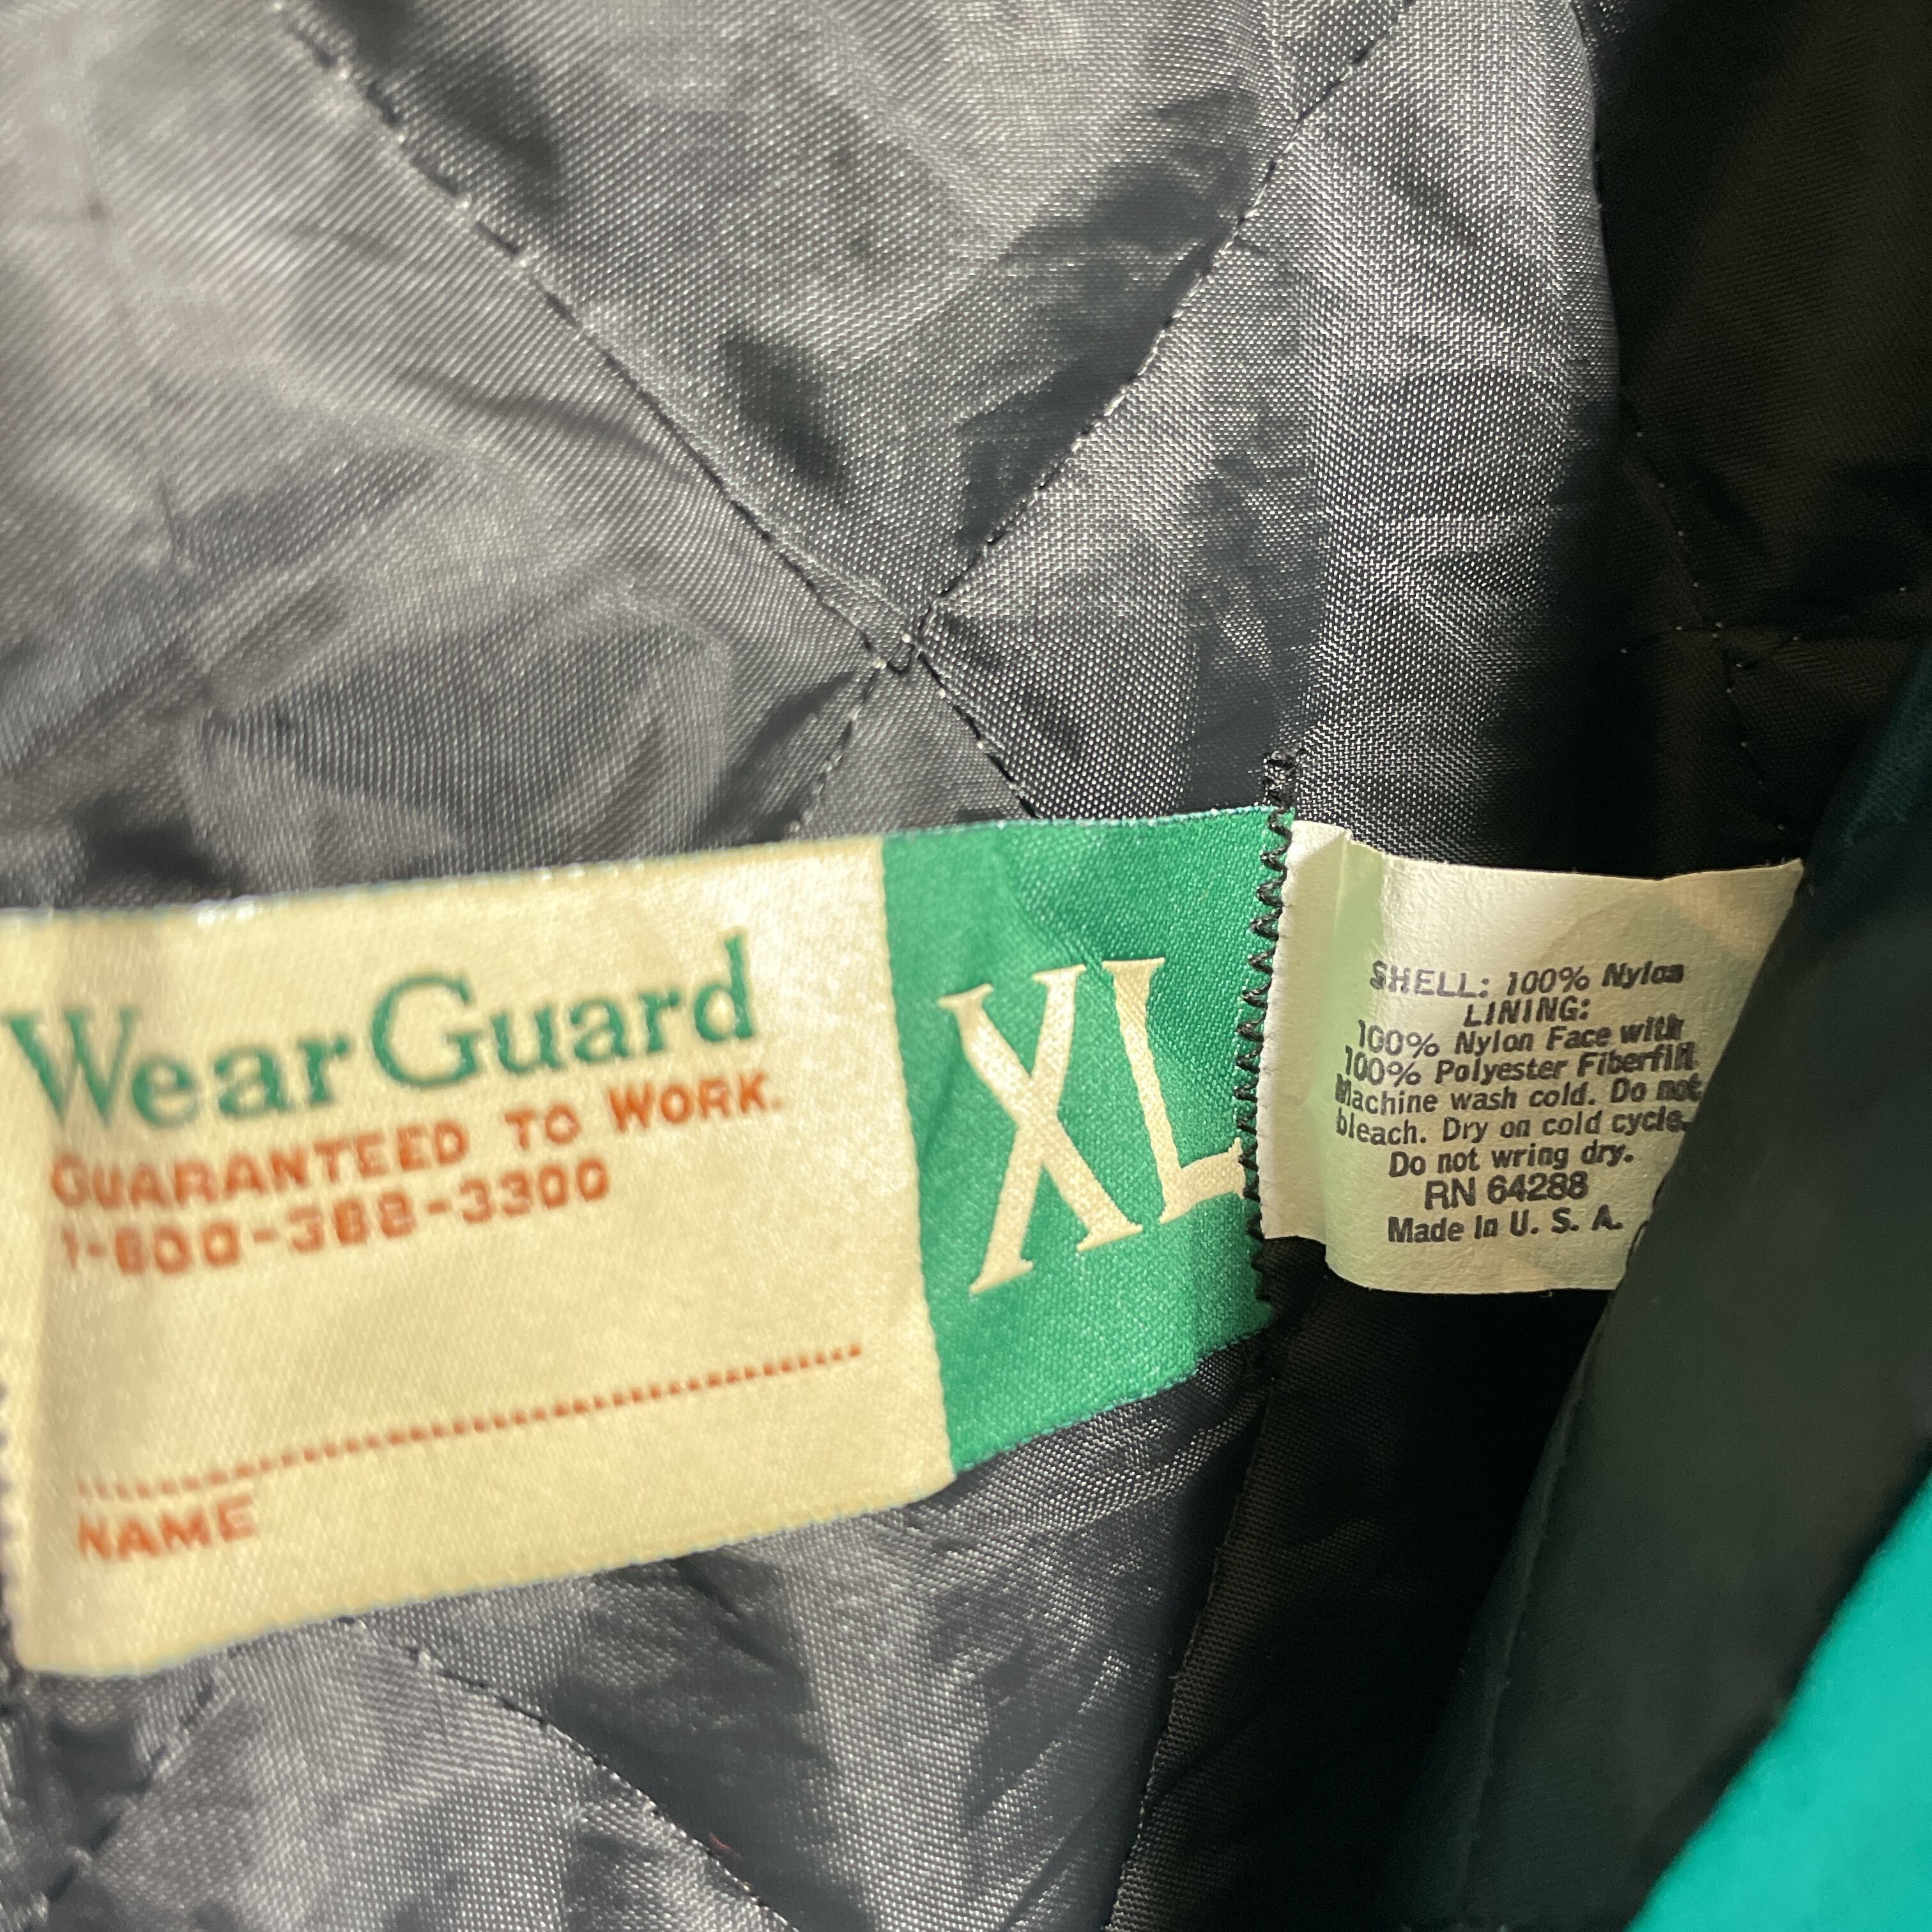 WearGuard
GUARANTEED TO WORK.
1-800-388-3300
NAME
XL
SHELL: 100% Nylon
LINING:
100% Nylon Face with
100% Polyester Fiberfill.
Machine wash cold. Do not
bleach. Dry on cold cycle.
Do not wring dry.
RN 64288
Made In U. S. A.